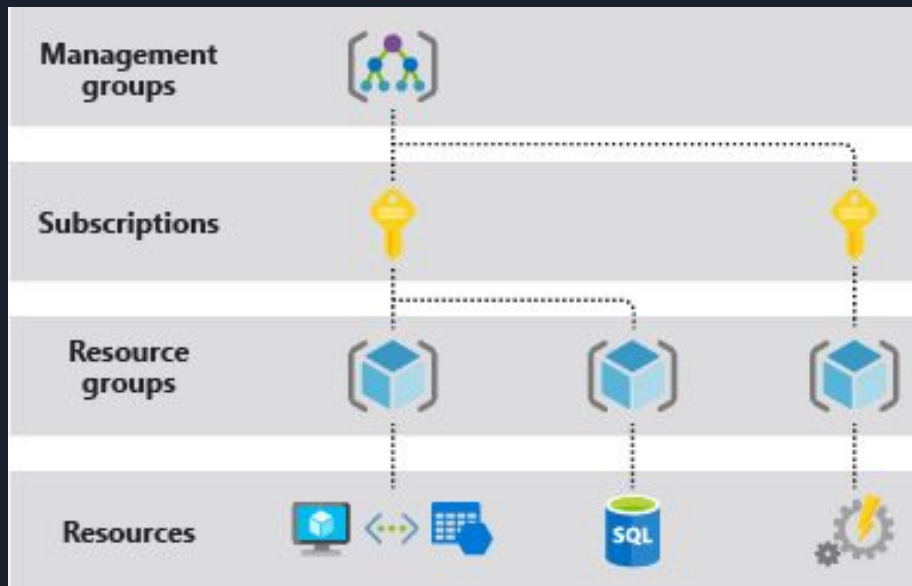 Management
groups
Subscriptions
Resource
groups
Resources
SQL